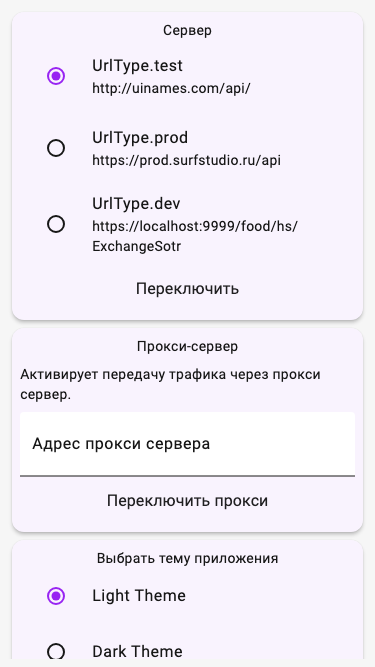 Сервер
UrlType.test
http://uinames.com/api/
UrlType.prod
https://prod.surfstudio.ru/api
UrlType.dev
https://localhost:9999/food/hs/
ExchangeSotr
Переключить
Прокси-сервер
Активирует передачу трафика через прокси
сервер.
Адрес прокси сервера
Переключить прокси
Выбрать тему приложения
Light Theme
Dark Theme